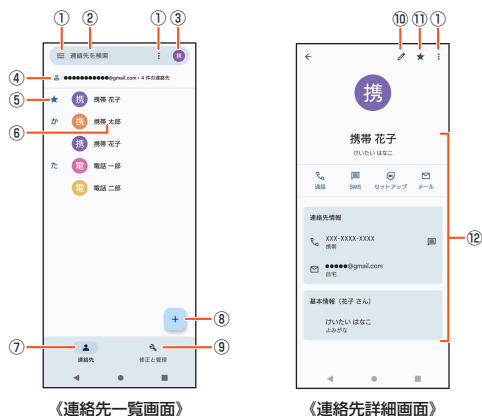 ① ② ① ③
連絡先を検索 携
④ ●●●●●●●●●●●@gmail.com・4 件の連絡先
⑤ ★ 携 携帯 花子
か 携 携帯 太郎
⑥
携 携帯 花子
た 電 電話 一郎
電 電話 二郎
+ ⑧
⑦ ⑨
連絡先 修正と管理
《連絡先一覧画面》
⑩ ⑪ ①
携
携帯 花子
けいたい はなこ
通話 SMS セットアップ メール
連絡先情報
XXX-XXXX-XXXX
携帯
⑫
●●●●●@gmail.com
自宅
基本情報（花子 さん）
けいたい はなこ
よみがな
《連絡先詳細画面》